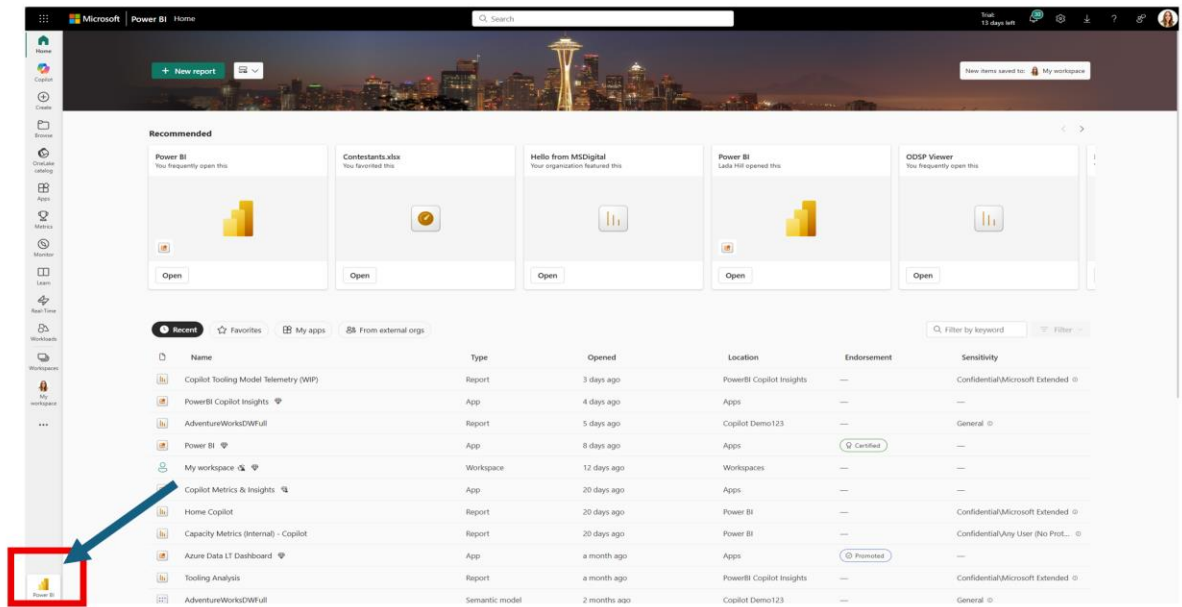 Microsoft Power BI Home
Search
Trial:
13 days left
Home
Copilot
Create
Browse
OneLake
catalog
Apps
Metrics
Monitor
Learn
Real-Time
Workloads
Workspaces
My
workspace
...
Power BI
+ New report
New items saved to: My workspace
Recommended
Power BI
You frequently open this
Open
Contestants.xlsx
You favorited this
Open
Hello from MSDigital
Your organization featured this
Open
Power BI
Lada Hill opened this
Open
ODSP Viewer
You frequently open this
Open
Recent Favorites My apps From external orgs
Filter by keyword Filter
Name Type Opened Location Endorsement Sensitivity
Copilot Tooling Model Telemetry (WIP) Report 3 days ago PowerBI Copilot Insights — Confidential\Microsoft Extended
PowerBI Copilot Insights App 4 days ago Apps — —
AdventureWorksDWFull Report 5 days ago Copilot Demo123 — General
Power BI App 8 days ago Apps Certified —
My workspace Workspace 12 days ago Workspaces — —
Copilot Metrics & Insights App 20 days ago Apps — —
Home Copilot Report 20 days ago Power BI — Confidential\Microsoft Extended
Capacity Metrics (Internal) - Copilot Report 20 days ago Power BI — Confidential\Any User (No Prot...
Azure Data LT Dashboard App a month ago Apps Promoted —
Tooling Analysis Report a month ago PowerBI Copilot Insights — Confidential\Microsoft Extended
AdventureWorksDWFull Semantic model 2 months ago Copilot Demo123 — General